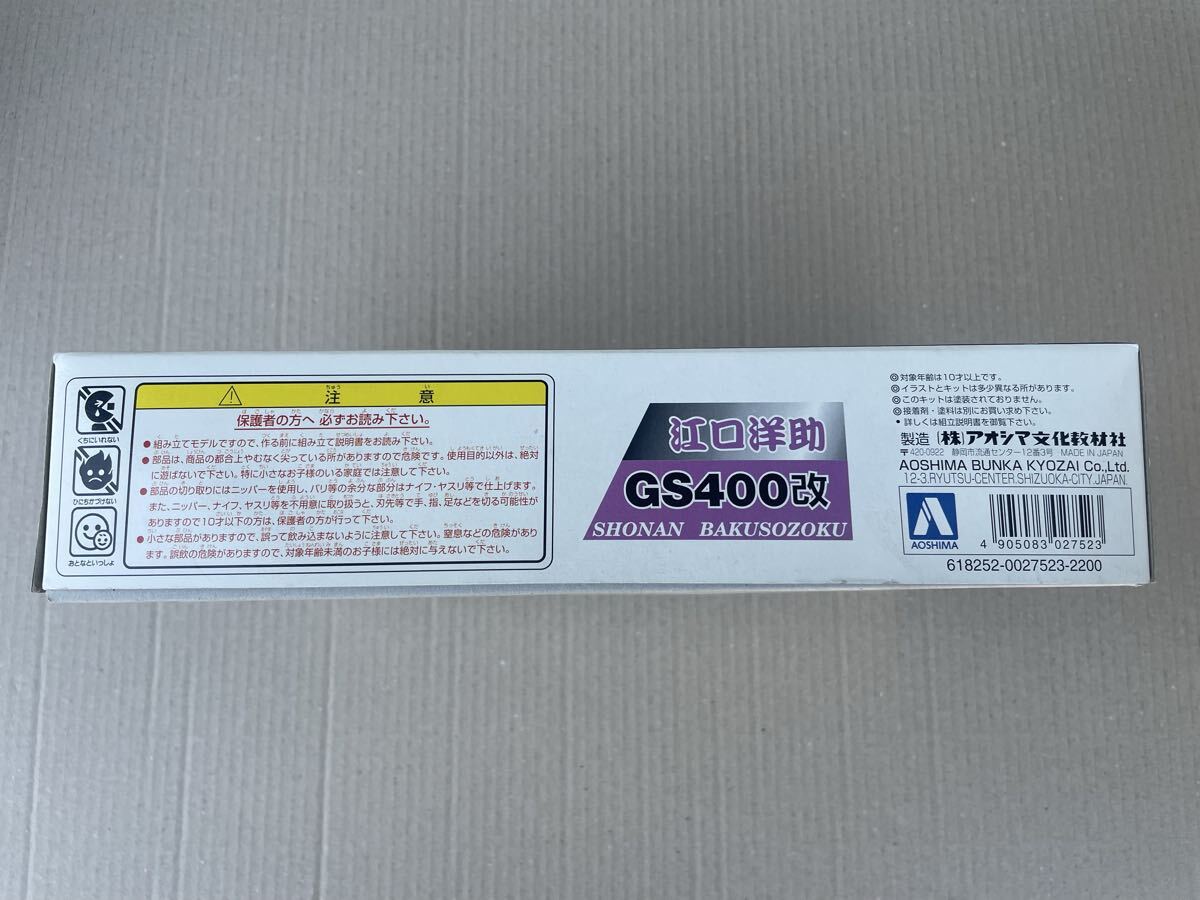 くちにいれない
ひにちかづけない
おとなといっしょ
注 意
保護者の方へ 必ずお読み下さい。
●組み立てモデルですので、作る前に組み立て説明書をお読み下さい。
●部品は、商品の都合上やむなく尖っている所がありますので危険です。使用目的以外は、絶対
に遊ばないで下さい。特に小さなお子様のいる家庭では注意して下さい。
●部品の切り取りにはニッパーを使用し、バリ等の余分な部分はナイフ・ヤスリ等で仕上げます。
また、ニッパー、ナイフ、ヤスリ等を不用意に取り扱うと、刃先等で手、指、足などを切る可能性が
ありますので10才以下の方は、保護者の方が行って下さい。
●小さな部品がありますので、誤って飲み込まないように注意して下さい。窒息などの危険があり
ます。誤飲の危険がありますので、対象年齢未満のお子様には絶対に与えないで下さい。
江口洋助
GS400改
SHONAN BAKUSOZOKU
◎対象年齢は10才以上です。
◎イラストとキットは多少異なる所があります。
◎このキットは塗装されておりません。
◎接着剤・塗料は別にお買い求め下さい。
・詳しくは組立説明書を御覧下さい。
製造 (株)アオシマ文化教材社
〒420-0922 静岡市流通センター12番3号 MADE IN JAPAN
AOSHIMA BUNKA KYOZAI Co.,Ltd.
12-3.RYUTSU-CENTER.SHIZUOKA-CITY.JAPAN.
AOSHIMA
4 905083 027523
618252-0027523-2200